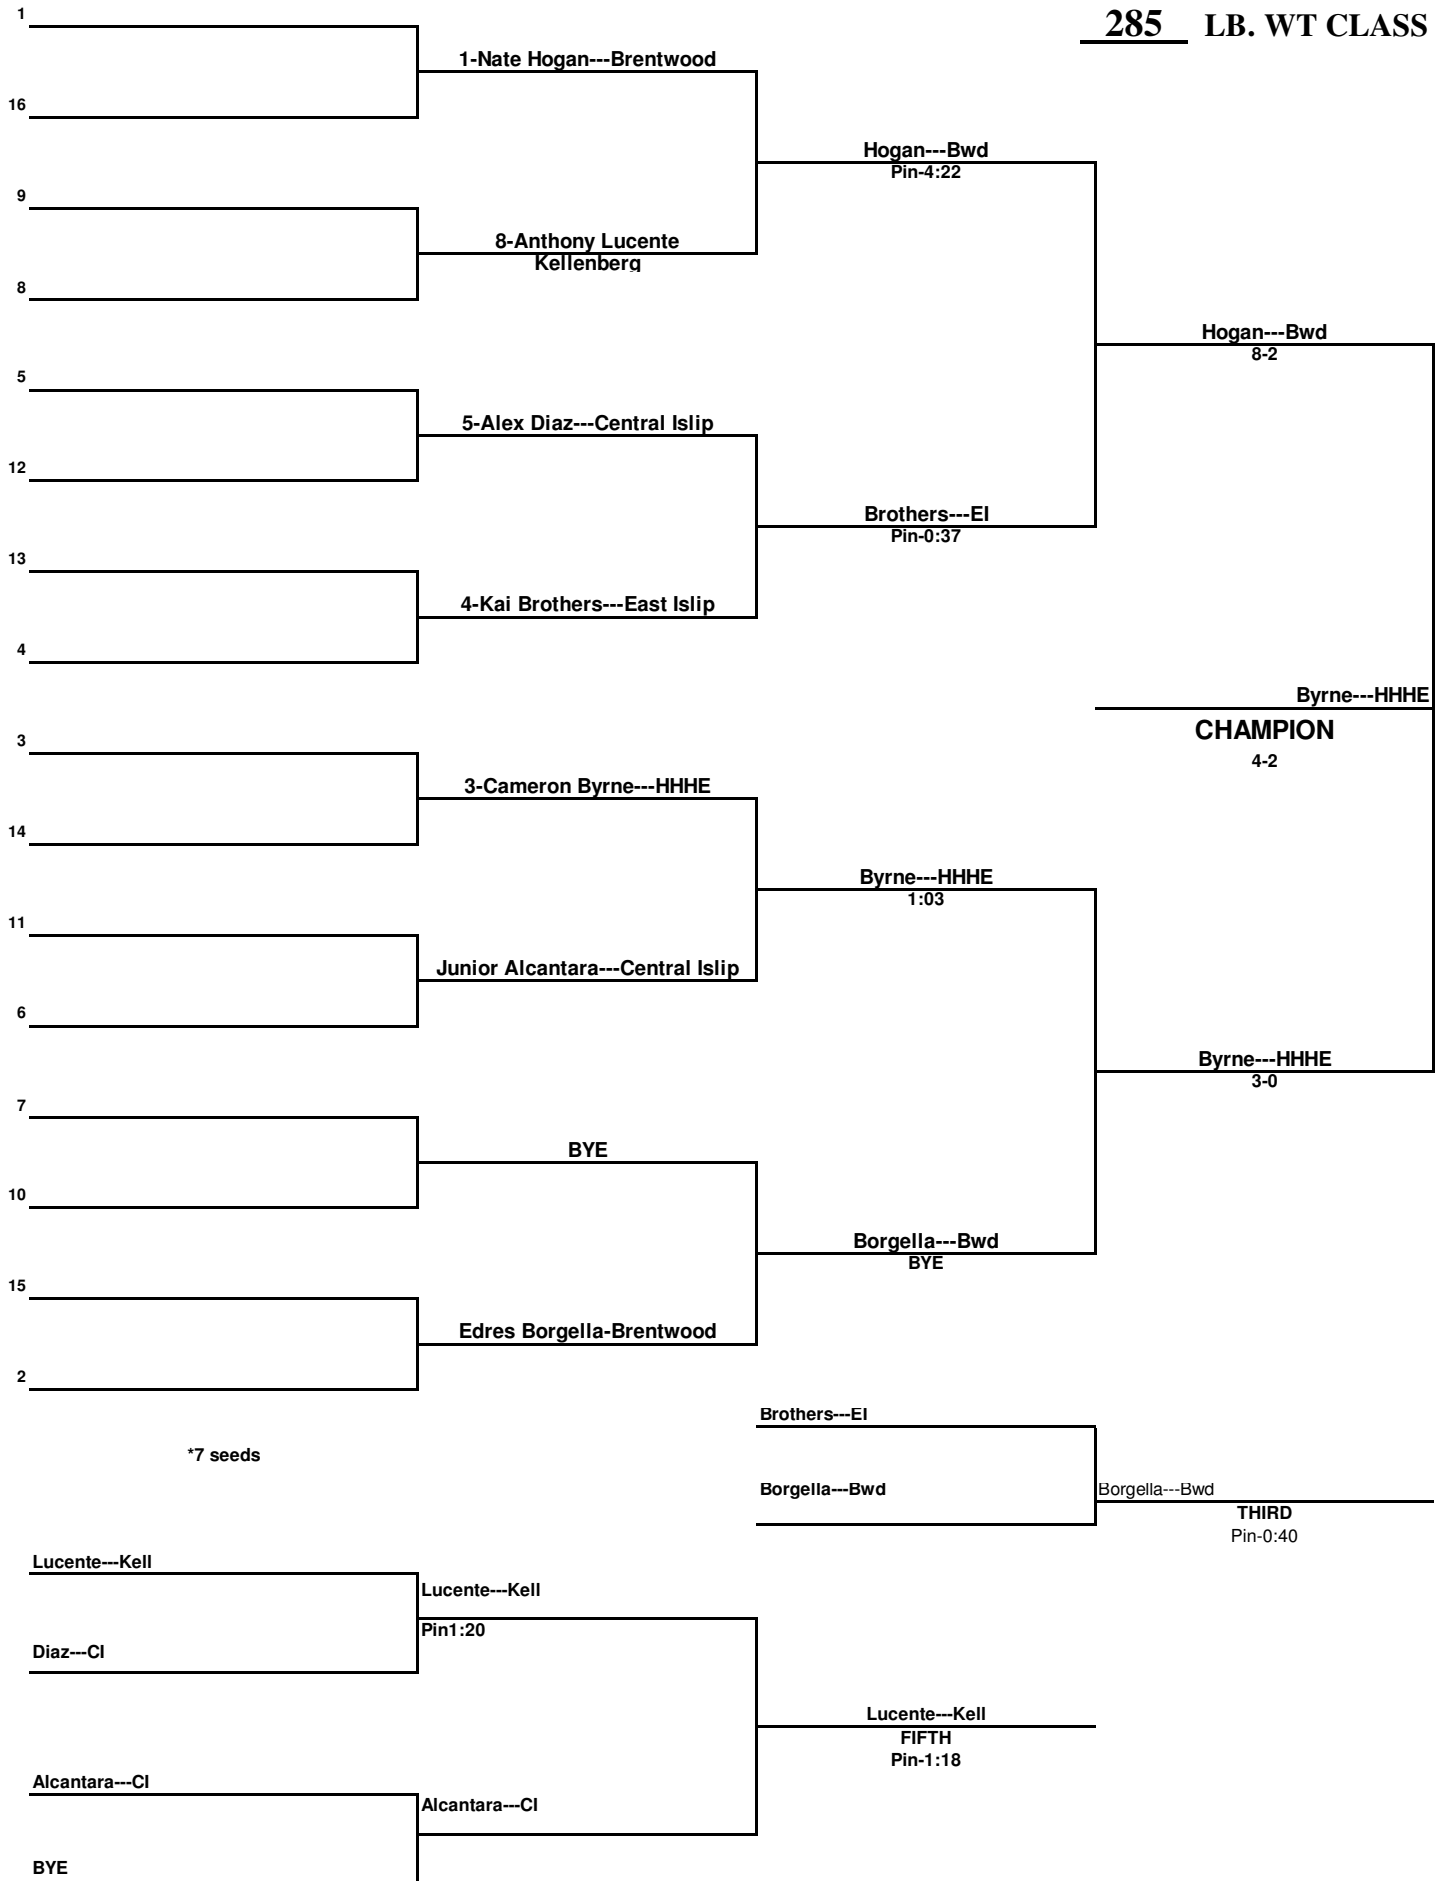 285 LB. WT CLASS
1
1-Nate Hogan---Brentwood
16
Hogan---Bwd
Pin-4:22
9
8-Anthony Lucente
Kellenberg
8
Hogan---Bwd
8-2
5
5-Alex Diaz---Central Islip
12
Brothers---EI
Pin-0:37
13
4-Kai Brothers---East Islip
4
Byrne---HHHE
CHAMPION
4-2
3
3-Cameron Byrne---HHHE
14
Byrne---HHHE
1:03
11
Junior Alcantara---Central Islip
6
Byrne---HHHE
3-0
7
BYE
10
Borgella---Bwd
BYE
15
Edres Borgella-Brentwood
2
Brothers---EI
*7 seeds
Borgella---Bwd
Borgella---Bwd
THIRD
Pin-0:40
Lucente---Kell
Lucente---Kell
Pin1:20
Diaz---CI
Lucente---Kell
FIFTH
Pin-1:18
Alcantara---CI
Alcantara---CI
BYE